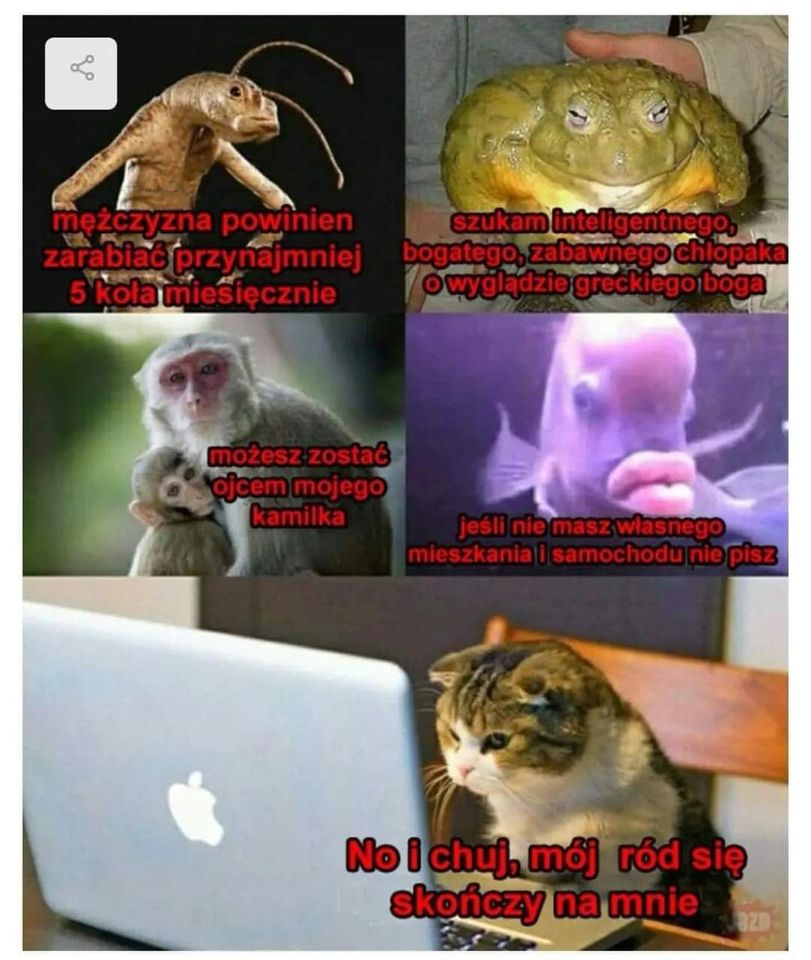 mężczyzna powinien
zarabiać przynajmniej
5 koła miesięcznie
szukam inteligentnego,
bogatego, zabawnego chłopaka
o wyglądzie greckiego boga
możesz zostać
ojcem mojego
kamilka
jeśli nie masz własnego
mieszkania i samochodu nie pisz
No i chuj, mój ród się
skończy na mnie
JBZD